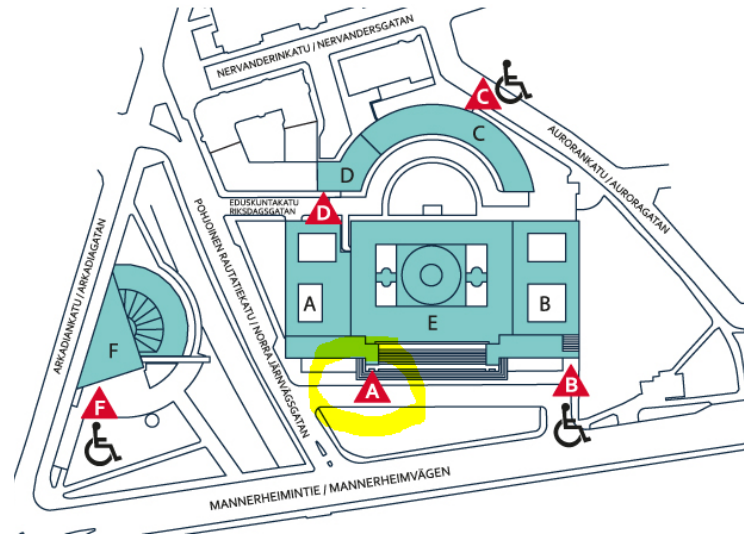 NERVANDERINKATU / NERVANDERSGATAN
C
C
AURORANKATU / AURORAGATAN
D
D
EDUSKUNTAKATU
RIKSDAGSGATAN
POHJOINEN RAUTATIEKATU / NORRA JÄRNVÄGSGATAN
ARKADIANKATU / ARKADIAGATAN
A
B
E
F
A
B
F
MANNERHEIMINTIE / MANNERHEIMVÄGEN